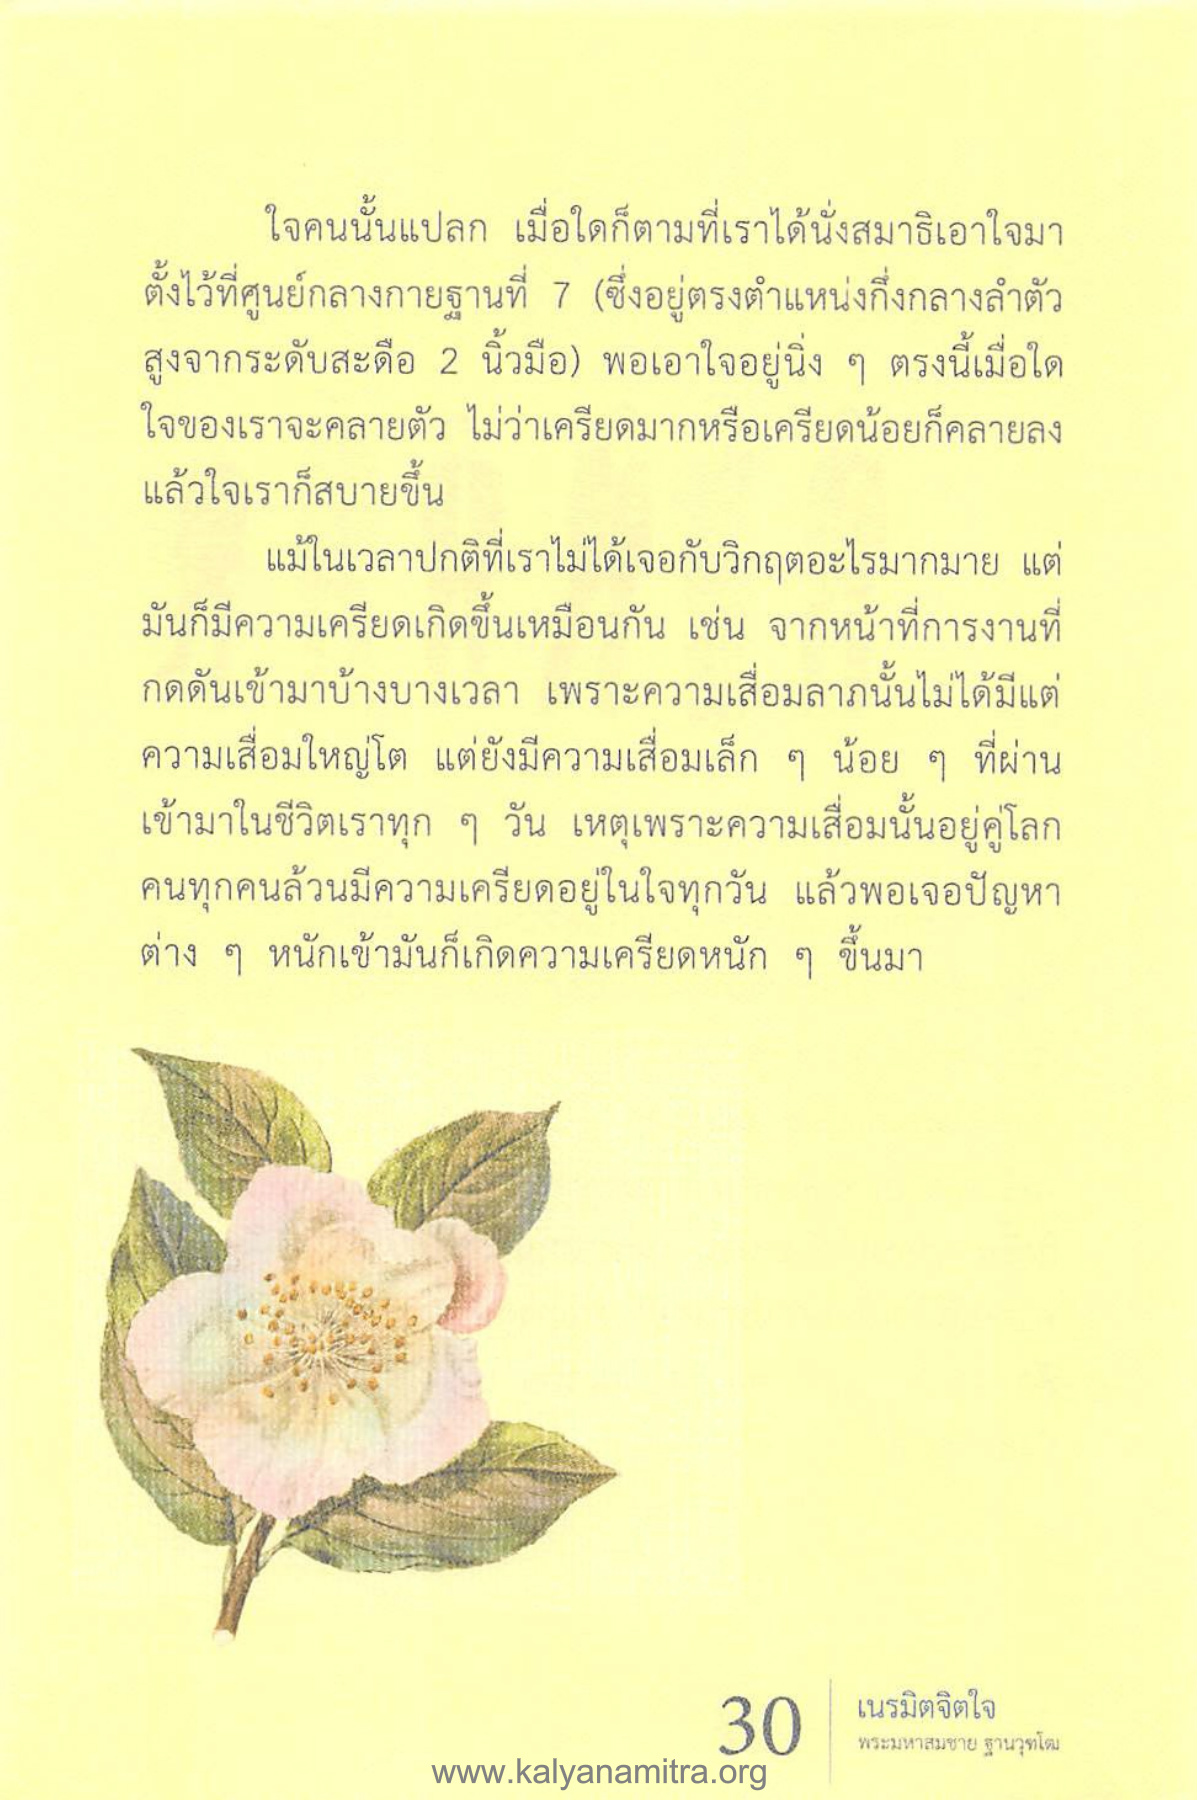 ใจคนนั้นแปลก เมื่อใดก็ตามที่เราได้นั่งสมาธิเอาใจมา
ตั้งไว้ที่ศูนย์กลางกายฐานที่ 7 (ซึ่งอยู่ตรงตำแหน่งกึ่งกลางลำตัว
สูงจากระดับสะดือ 2 นิ้วมือ) พอเอาใจอยู่นิ่ง ๆ ตรงนี้เมื่อใด
ใจของเราจะคลายตัว ไม่ว่าเครียดมากหรือเครียดน้อยก็คลายลง
แล้วใจเราก็สบายขึ้น
แม้ในเวลาปกติที่เราไม่ได้เจอกับวิกฤตอะไรมากมาย แต่
มันก็มีความเครียดเกิดขึ้นเหมือนกัน เช่น จากหน้าที่การงานที่
กดดันเข้ามาบ้างบางเวลา เพราะความเสื่อมลาภนั้นไม่ได้มีแต่
ความเสื่อมใหญ่โต แต่ยังมีความเสื่อมเล็ก ๆ น้อย ๆ ที่ผ่าน
เข้ามาในชีวิตเราทุก ๆ วัน เหตุเพราะความเสื่อมนั้นอยู่คู่โลก
คนทุกคนล้วนมีความเครียดอยู่ในใจทุกวัน แล้วพอเจอปัญหา
ต่าง ๆ หนักเข้ามันก็เกิดความเครียดหนัก ๆ ขึ้นมา
30
เนรมิตจิตใจ
พระมหาสมชาย ฐานวุฑโฒ
www.kalyanamitra.org